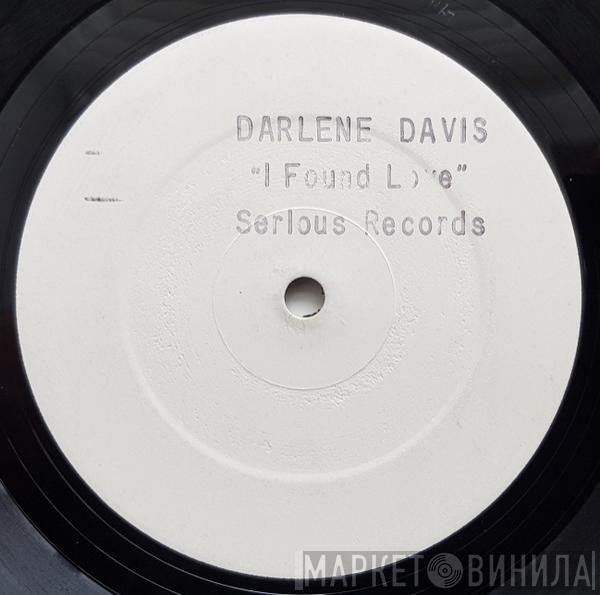 DARLENE DAVIS
"I Found Love"
Serious Records
МАРКЕТ ВИНИЛА